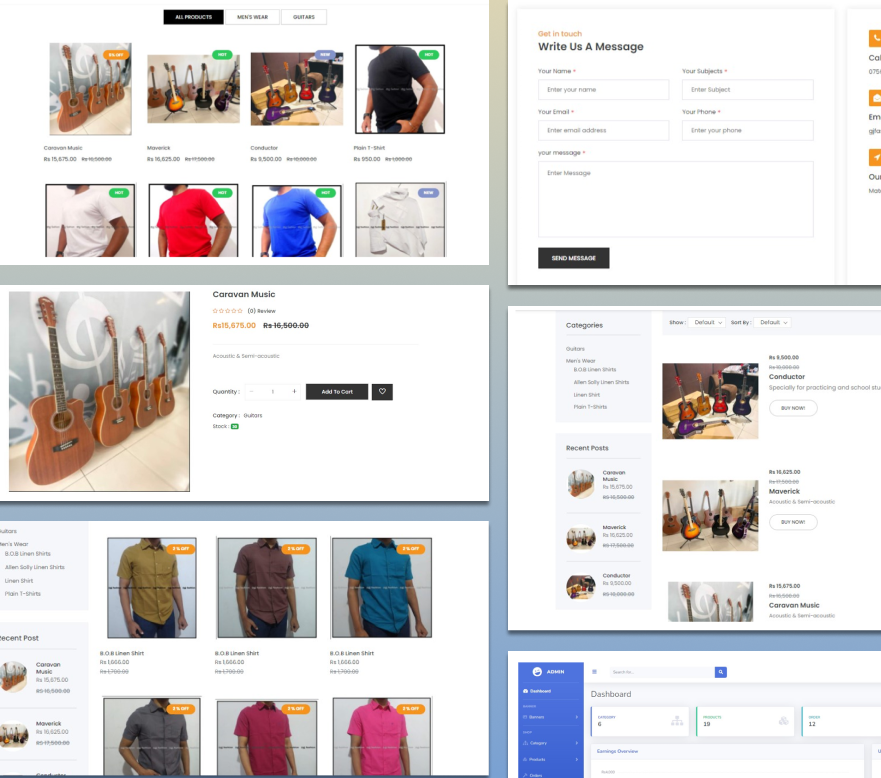 ALL PRODUCTS MEN'S WEAR GUITARS
5% OFF HOT NEW HOT
Caravan Music Maverick Conductor Plain T-Shirt
Rs 15,675.00 Rs 16,500.00 Rs 16,625.00 Rs 17,500.00 Rs 9,500.00 Rs 10,000.00 Rs 950.00 Rs 1,000.00
HOT HOT HOT NEW
Caravan Music
(0) Review
Rs15,675.00 Rs 16,500.00
Acoustic & Semi-acoustic
Quantity : - 1 + Add To Cart
Category : Guitars
Stock :
Guitars
Men's Wear
B.O.B Linen Shirts
Allen Solly Linen Shirts
Linen Shirt
Plain T-Shirts
Recent Post
Caravan
Music
Rs 15,675.00
Rs 16,500.00
Maverick
Rs 16,625.00
Rs 17,500.00
Conductor
2% OFF 2% OFF 2% OFF
B.O.B Linen Shirt B.O.B Linen Shirt B.O.B Linen Shirt
Rs 1,666.00 Rs 1,666.00 Rs 1,666.00
Rs 1,700.00 Rs 1,700.00 Rs 1,700.00
2% OFF 2% OFF 2% OFF
Get in touch
Write Us A Message
Your Name * Your Subjects *
Enter your name Enter Subject
Your Email * Your Phone *
Enter email address Enter your phone
your message *
Enter Message
SEND MESSAGE
Cal
075
Em
Ou
Mat
Categories
Guitars
Men's Wear
B.O.B Linen Shirts
Allen Solly Linen Shirts
Linen Shirt
Plain T-Shirts
Recent Posts
Caravan
Music
Rs 15,675.00
Rs 16,500.00
Maverick
Rs 16,625.00
Rs 17,500.00
Conductor
Rs 9,500.00
Rs 10,000.00
Show : Default Sort By : Default
Rs 9,500.00
Rs 10,000.00
Conductor
Specially for practicing and school stu
BUY NOW!
Rs 16,625.00
Rs 17,500.00
Maverick
Acoustic & Semi-acoustic
BUY NOW!
Rs 15,675.00
Rs 16,500.00
Caravan Music
Acoustic & Semi-acoustic
ADMIN
Search for...
Dashboard
Dashboard
Banners
Category
Products
Orders
CATEGORY
6
PRODUCTS
19
ORDER
12
Earnings Overview